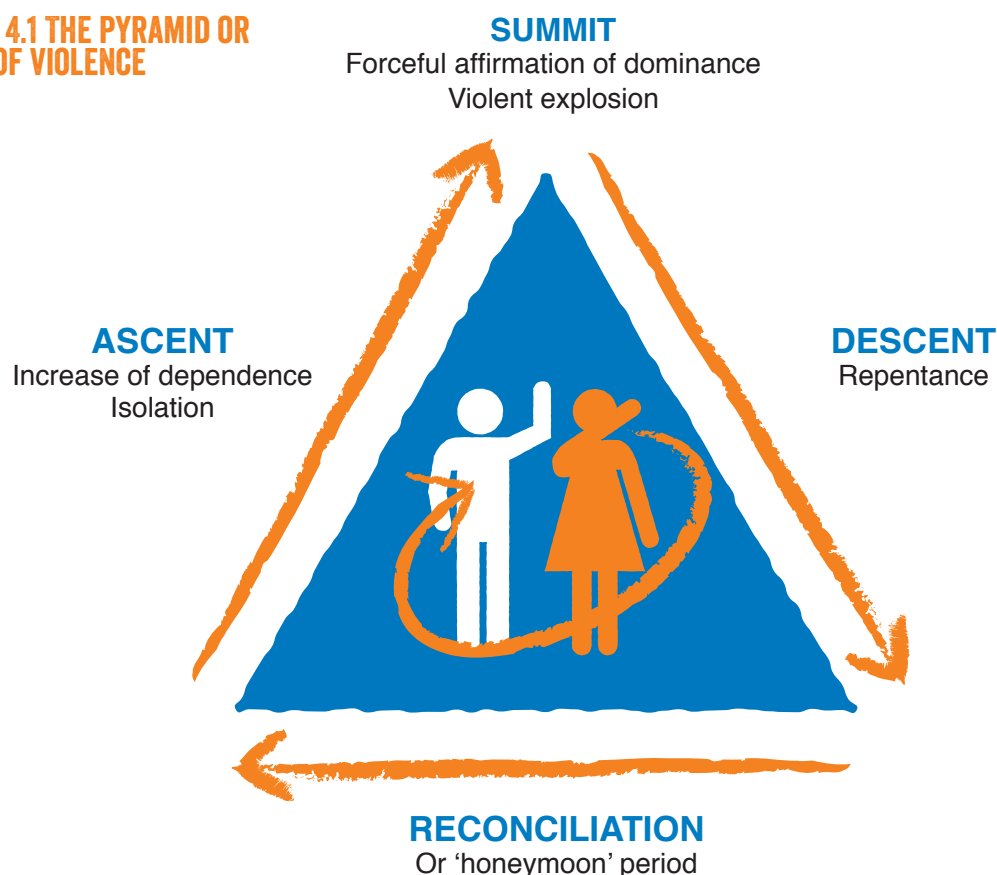 4.1 THE PYRAMID OR
OF VIOLENCE
SUMMIT
Forceful affirmation of dominance
Violent explosion
ASCENT
Increase of dependence
Isolation
DESCENT
Repentance
RECONCILIATION
Or ‘honeymoon’ period